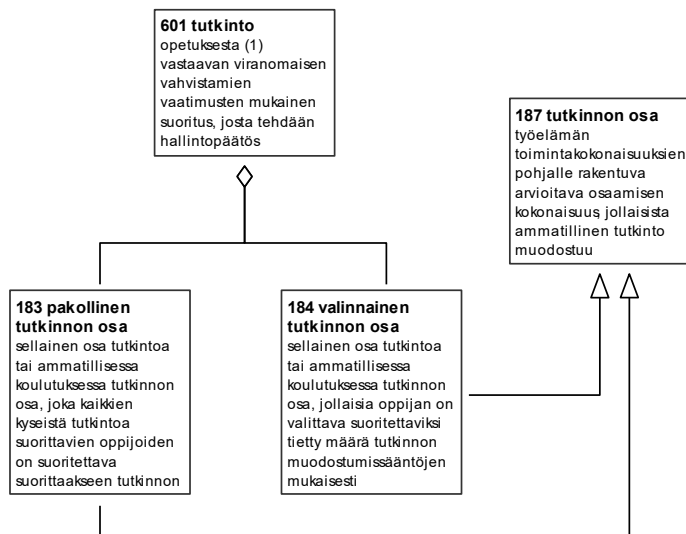 601 tutkinto
opetuksesta (1)
vastaavan viranomaisen
vahvistamien
vaatimusten mukainen
suoritus, josta tehdään
hallintopäätös
187 tutkinnon osa
työelämän
toimintakokonaisuuksien
pohjalle rakentuva
arvioitava osaamisen
kokonaisuus, jollaisista
ammatillinen tutkinto
muodostuu
183 pakollinen
tutkinnon osa
sellainen osa tutkintoa
tai ammatillisessa
koulutuksessa tutkinnon
osa, joka kaikkien
kyseistä tutkintoa
suorittavien oppijoiden
on suoritettava
suorittaakseen tutkinnon
184 valinnainen
tutkinnon osa
sellainen osa tutkintoa
tai ammatillisessa
koulutuksessa tutkinnon
osa, jollaisia oppijan on
valittava suoritettaviksi
tietty määrä tutkinnon
muodostumissääntöjen
mukaisesti